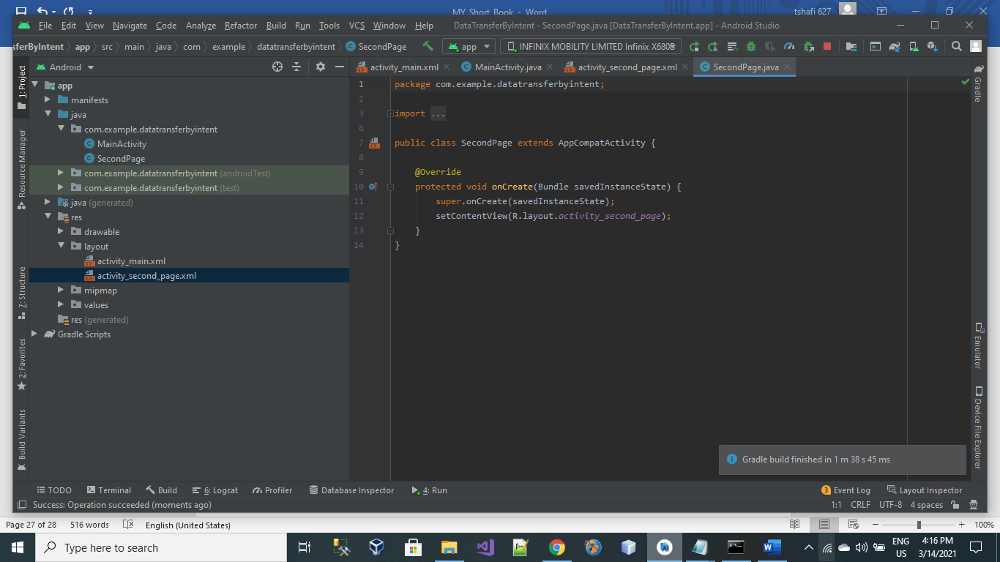 MY Short Book - Word
tshafi 627
File Edit View Navigate Code Analyze Refactor Build Run Tools VCS Window Help
DataTransferByIntent - SecondPage.java [DataTransferByIntent.app] - Android Studio
sferByIntent app src main java com example datatransferbyintent SecondPage
app
INFINIX MOBILITY LIMITED Infinix X680B
Android
activity_main.xml
MainActivity.java
activity_second_page.xml
SecondPage.java
1: Project
Resource Manager
7: Structure
2: Favorites
Build Variants
app
manifests
java
com.example.datatransferbyintent
MainActivity
SecondPage
com.example.datatransferbyintent (androidTest)
com.example.datatransferbyintent (test)
java (generated)
res
drawable
layout
activity_main.xml
activity_second_page.xml
mipmap
values
res (generated)
Gradle Scripts
1 package com.example.datatransferbyintent;
2
3 import ...
6
7 public class SecondPage extends AppCompatActivity {
8
9 @Override
10 protected void onCreate(Bundle savedInstanceState) {
11 super.onCreate(savedInstanceState);
12 setContentView(R.layout.activity_second_page);
13 }
14 }
Gradle
Emulator
Device File Explorer
Gradle build finished in 1 m 38 s 45 ms
TODO Terminal Build 6: Logcat Profiler Database Inspector 4: Run
3 Event Log Layout Inspector
Success: Operation succeeded (moments ago)
1:1 CRLF UTF-8 4 spaces
Page 27 of 28 516 words English (United States)
100%
Type here to search
ENG
US
4:16 PM
3/14/2021